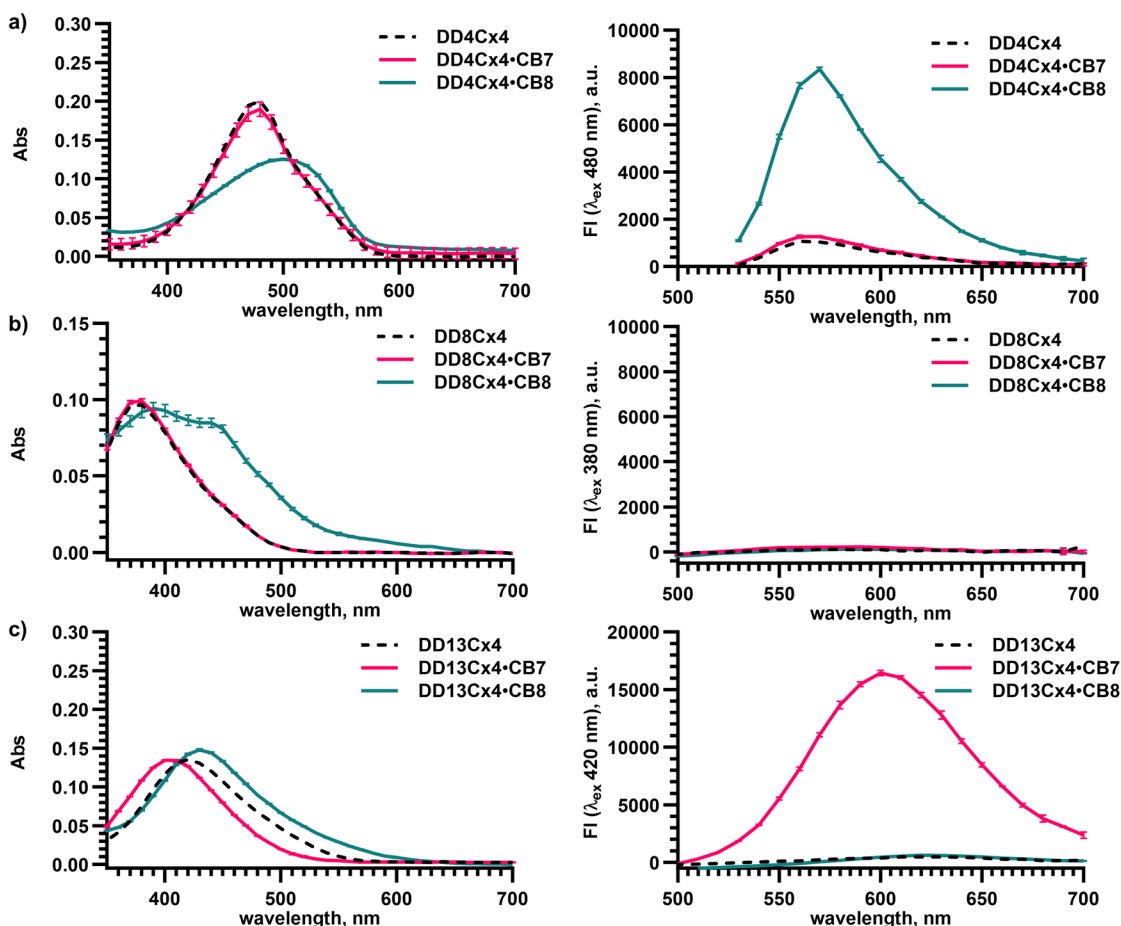 a)
0.30
0.25
0.20
0.15
0.10
0.05
0.00
Abs
DD4Cx4
DD4Cx4•CB7
DD4Cx4•CB8
400
500
600
700
wavelength, nm
10000
8000
6000
4000
2000
0
FI (λex 480 nm), a.u.
DD4Cx4
DD4Cx4•CB7
DD4Cx4•CB8
500
550
600
650
700
wavelength, nm
b)
0.15
0.10
0.05
0.00
Abs
DD8Cx4
DD8Cx4•CB7
DD8Cx4•CB8
400
500
600
700
wavelength, nm
10000
8000
6000
4000
2000
0
FI (λex 380 nm), a.u.
DD8Cx4
DD8Cx4•CB7
DD8Cx4•CB8
500
550
600
650
700
wavelength, nm
c)
0.30
0.25
0.20
0.15
0.10
0.05
0.00
Abs
DD13Cx4
DD13Cx4•CB7
DD13Cx4•CB8
400
500
600
700
wavelength, nm
20000
15000
10000
5000
0
FI (λex 420 nm), a.u.
DD13Cx4
DD13Cx4•CB7
DD13Cx4•CB8
500
550
600
650
700
wavelength, nm